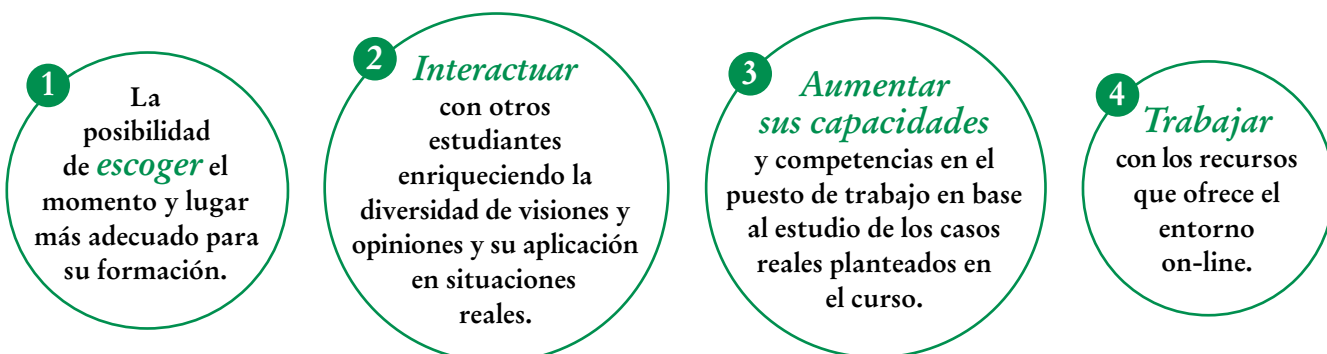 1
La
posibilidad
de escoger el
momento y lugar
más adecuado para
su formación.
2
Interactuar
con otros
estudiantes
enriqueciendo la
diversidad de visiones y
opiniones y su aplicación
en situaciones
reales.
3
Aumentar
sus capacidades
y competencias en el
puesto de trabajo en base
al estudio de los casos
reales planteados en
el curso.
4
Trabajar
con los recursos
que ofrece el
entorno
on-line.